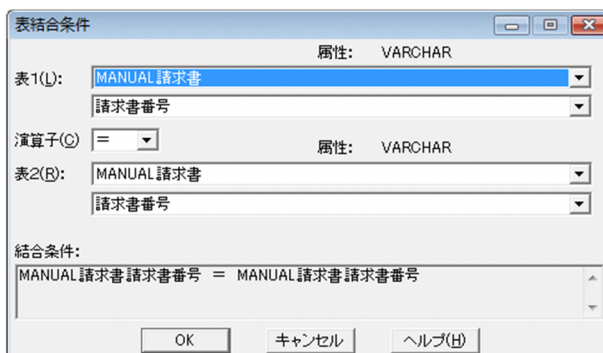 表結合条件
属性: VARCHAR
表1(L): MANUAL請求書
請求書番号
演算子(C) =
属性: VARCHAR
表2(R): MANUAL請求書
請求書番号
結合条件:
MANUAL請求書請求書番号 = MANUAL請求書請求書番号
OK キャンセル ヘルプ(H)